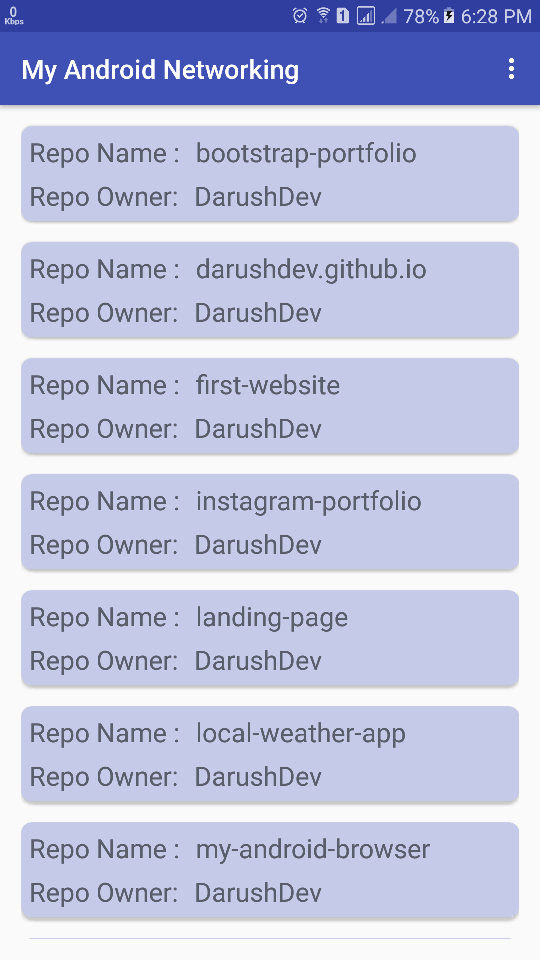 0
Kbps
1
78%
6:28 PM
My Android Networking
Repo Name : bootstrap-portfolio
Repo Owner: DarushDev
Repo Name : darushdev.github.io
Repo Owner: DarushDev
Repo Name : first-website
Repo Owner: DarushDev
Repo Name : instagram-portfolio
Repo Owner: DarushDev
Repo Name : landing-page
Repo Owner: DarushDev
Repo Name : local-weather-app
Repo Owner: DarushDev
Repo Name : my-android-browser
Repo Owner: DarushDev